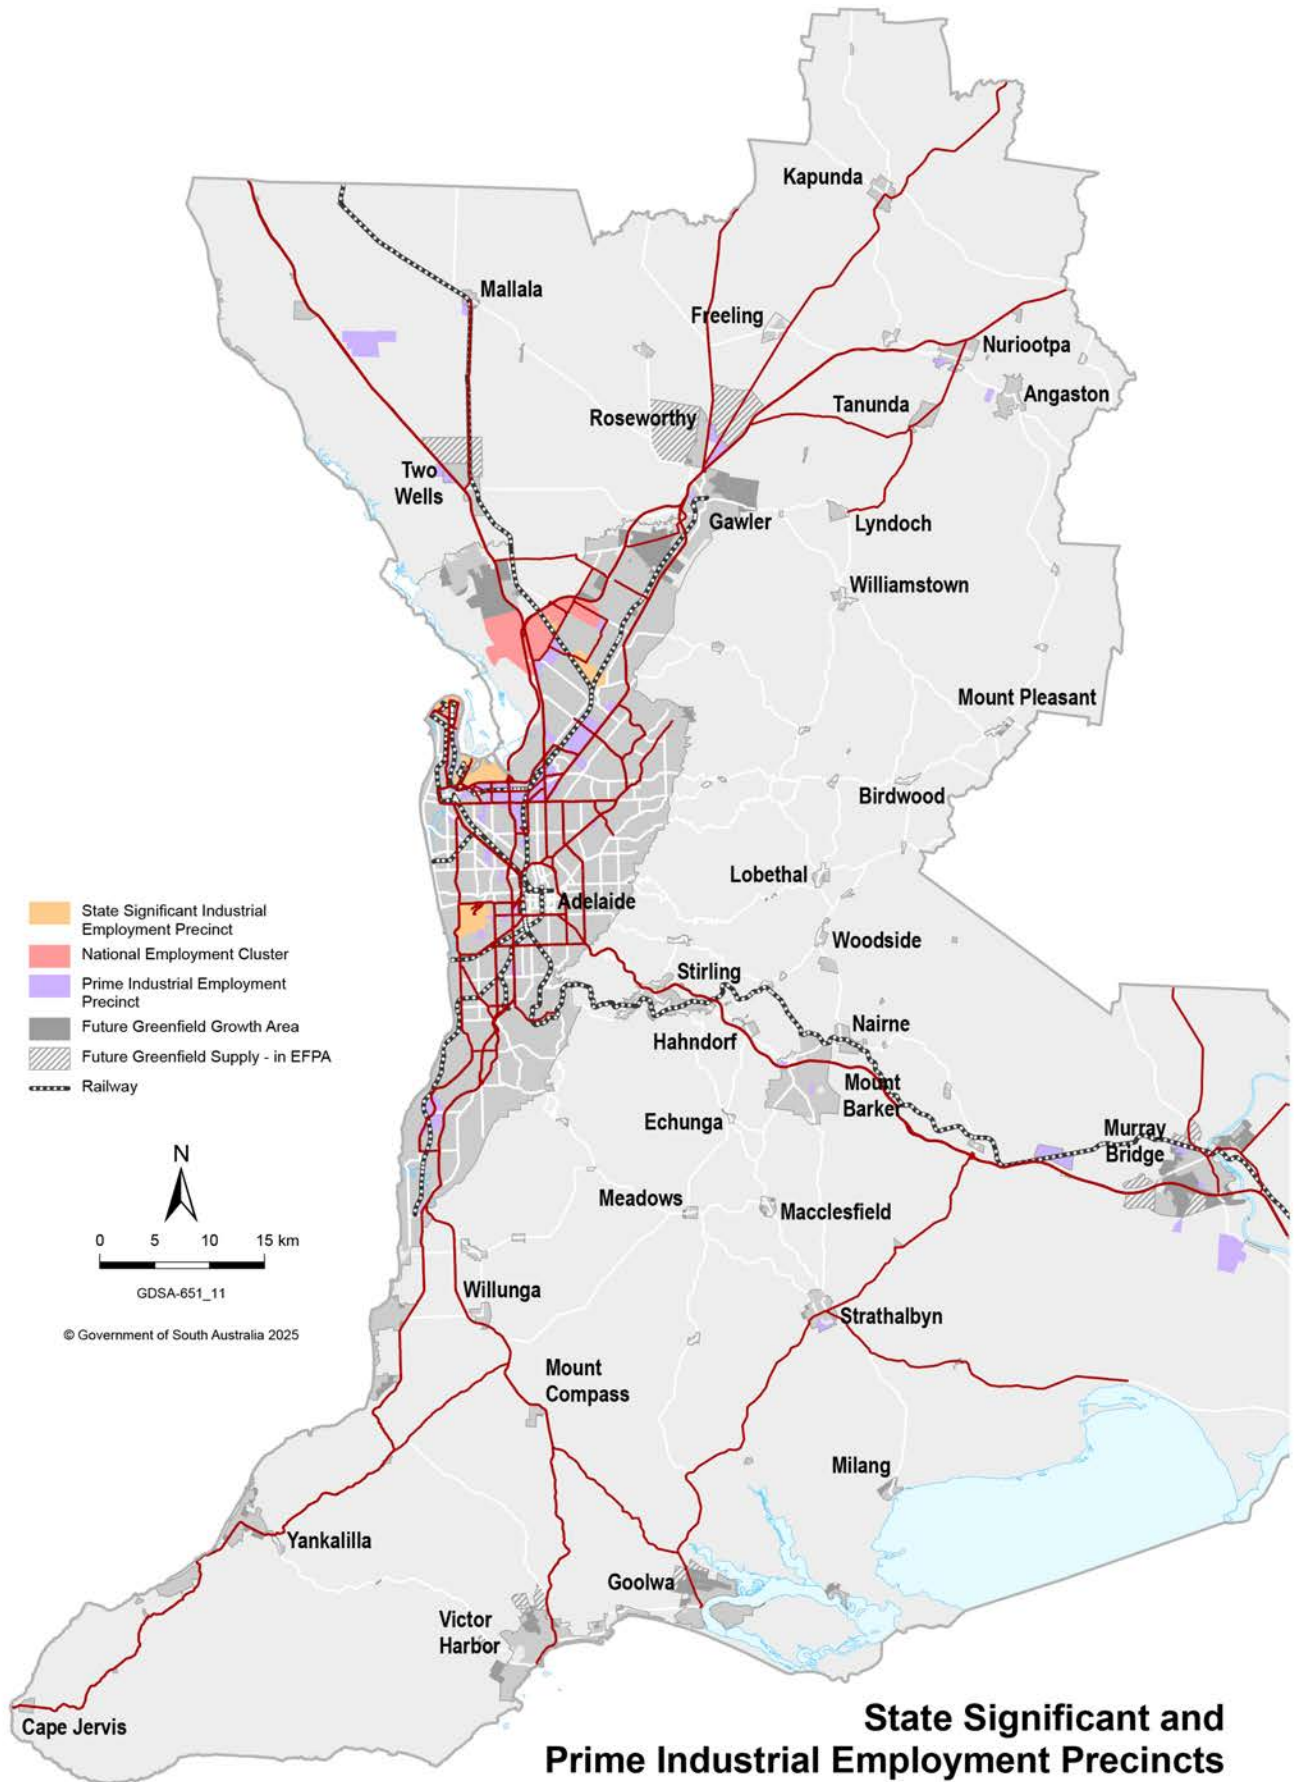 Kapunda
Mallala
Freeling
Nuriootpa
Angaston
Tanunda
Roseworthy
Two
Wells
Gawler
Lyndoch
Williamstown
Mount Pleasant
Birdwood
Lobethal
Adelaide
State Significant Industrial
Employment Precinct
National Employment Cluster
Prime Industrial Employment
Precinct
Future Greenfield Growth Area
Future Greenfield Supply - in EFPA
Railway
Woodside
Stirling
Hahndorf
Nairne
Mount
Barker
Echunga
Murray
Bridge
N
0 5 10 15 km
GDSA-651_11
© Government of South Australia 2025
Meadows
Macclesfield
Willunga
Strathalbyn
Mount
Compass
Milang
Yankalilla
Goolwa
Victor
Harbor
Cape Jervis
State Significant and
Prime Industrial Employment Precincts